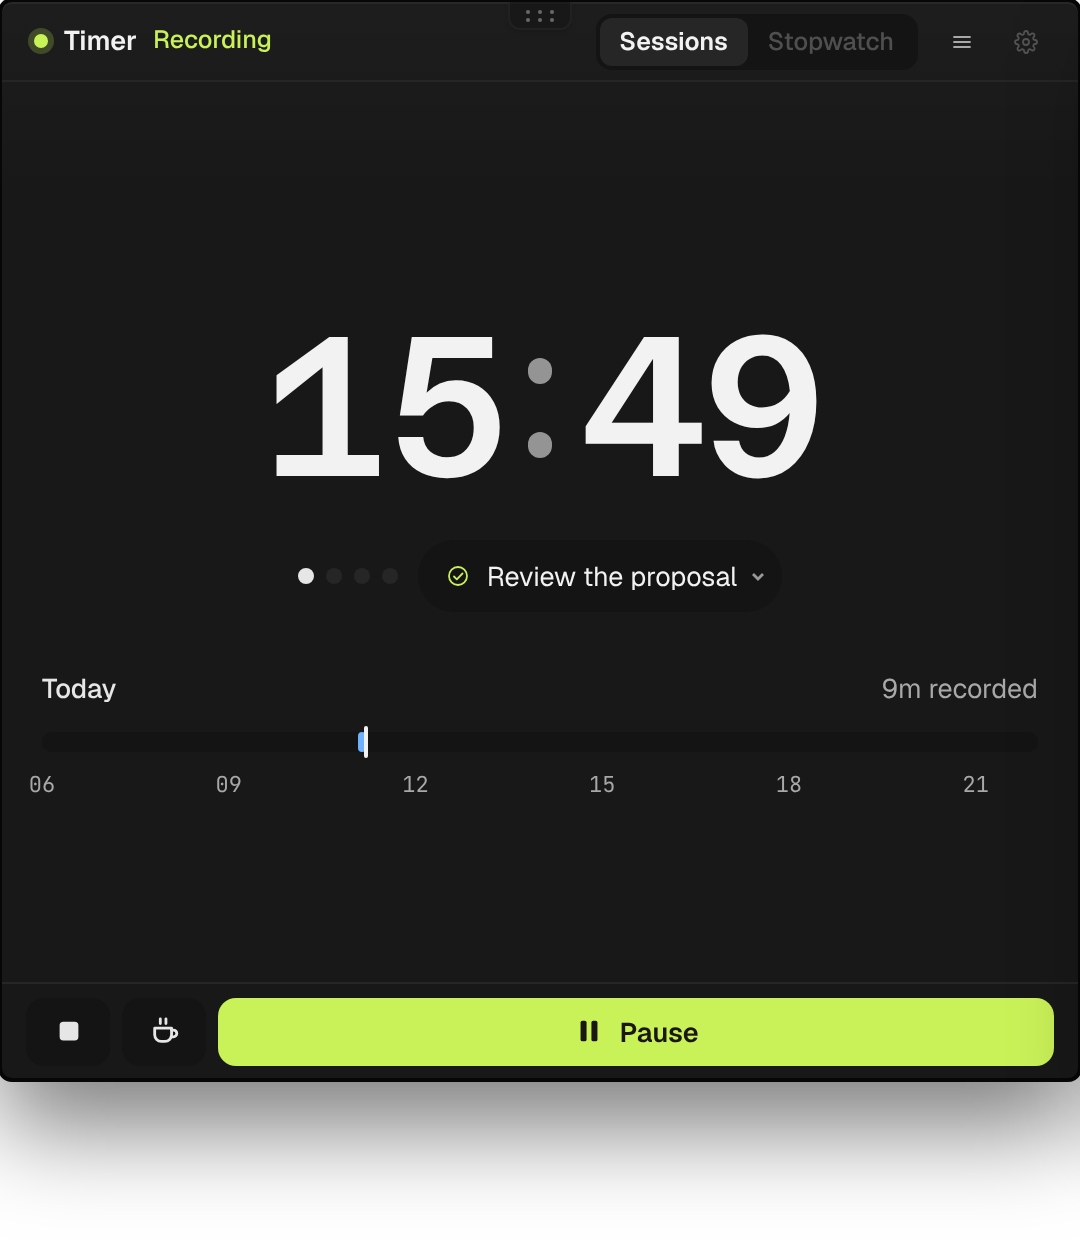 Timer Recording Sessions Stopwatch
15:49
Review the proposal
Today 9m recorded
06 09 12 15 18 21
Pause